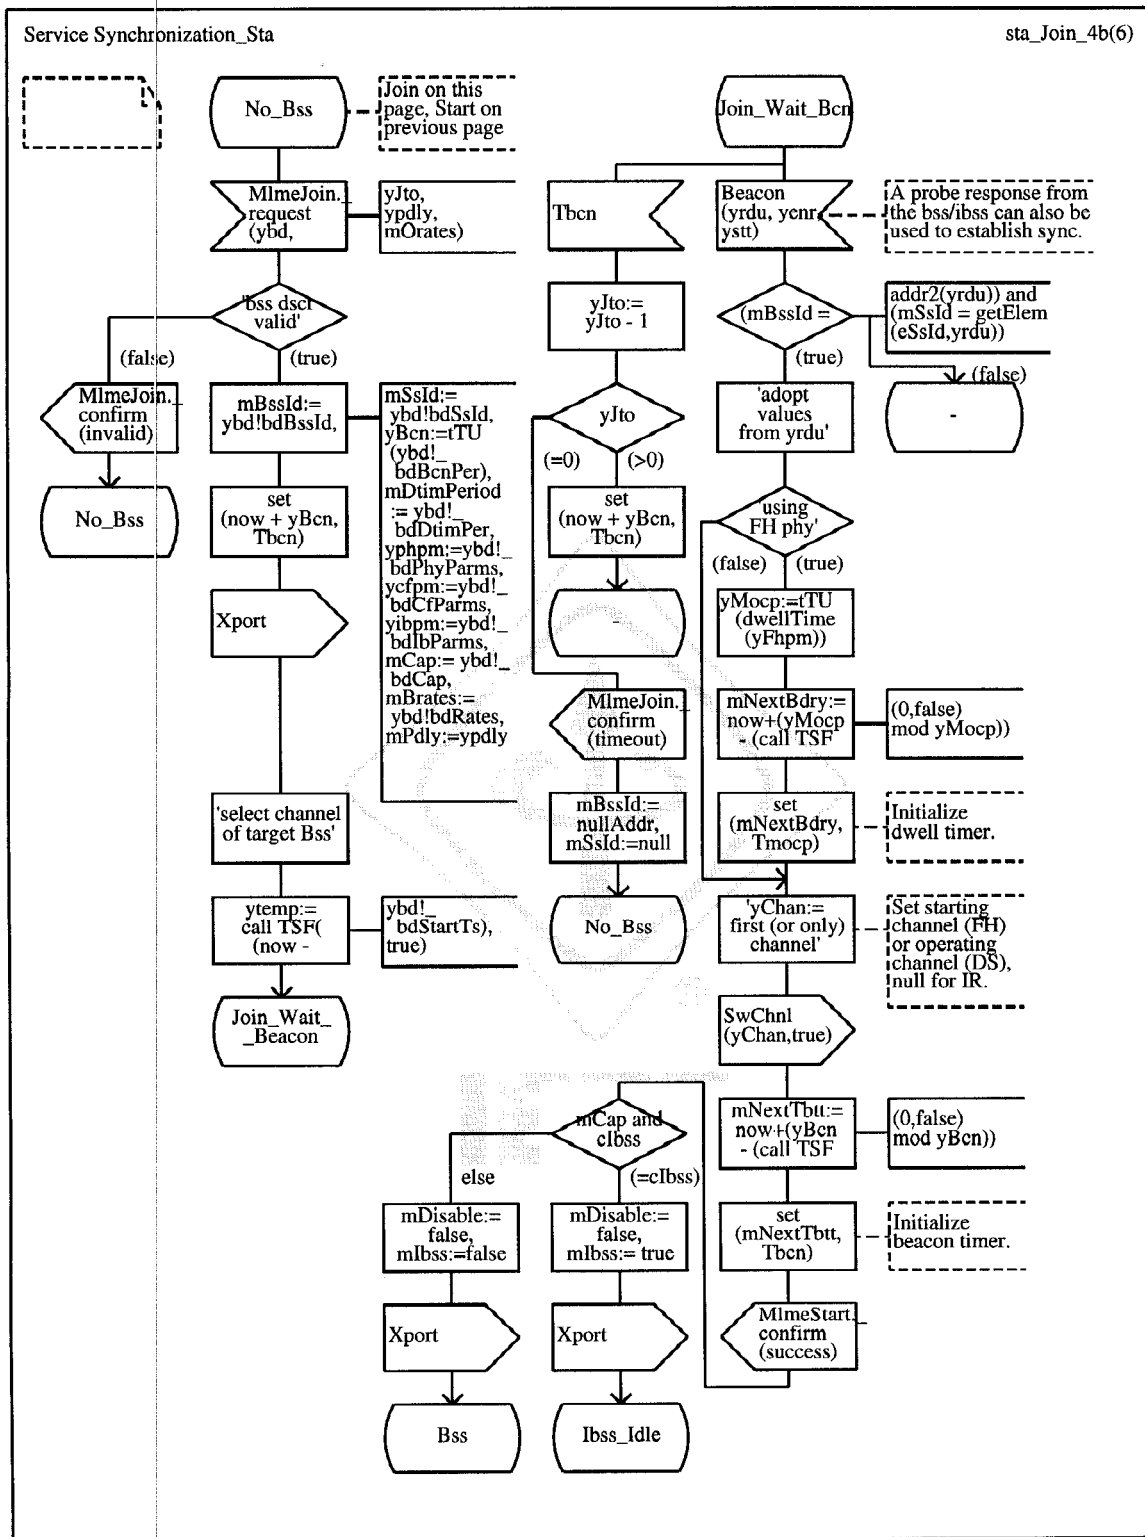 Service Synchronization_Sta
sta_Join_4b(6)
No_Bss
Join on this
page, Start on
previous page
MlmeJoin._
request
(ybd,
yJto,
ypdly,
mOrates)
'bss dscr
valid'
(false)
(true)
MlmeJoin._
confirm
(invalid)
No_Bss
mBssId:=
ybd!bdBssId,
mSsId:=
ybd!bdSsId,
yBcn:=tTU
(ybd!_
bdBcnPer),
mDtimPeriod
:= ybd!_
bdDtimPer,
yphpm:=ybd!_
bdPhyParms,
ycfpm:=ybd!_
bdCfParms,
yibpm:=ybd!_
bdIbParms,
mCap:= ybd!_
bdCap,
mBrates:=
ybd!bdRates,
mPdly:=ypdly
set
(now + yBcn,
Tbcn)
Xport
'select channel
of target Bss'
ytemp:=
call TSF(
(now -
ybd!_
bdStartTs),
true)
Join_Wait_
_Beacon
Join_Wait_Bcn
Tbcn
yJto:=
yJto - 1
yJto
(=0)
(>0)
set
(now + yBcn,
Tbcn)
-
MlmeJoin._
confirm
(timeout)
mBssId:=
nullAddr,
mSsId:=null
No_Bss
Beacon
(yrdu, yenr,
ystt)
A probe response from
the bss/ibss can also be
used to establish sync.
(mBssId =
addr2(yrdu)) and
(mSsId = getElem
(eSsId,yrdu))
(true)
(false)
-
'adopt
values
from yrdu'
'using
FH phy'
(false)
(true)
yMocp:=tTU
(dwellTime
(yFhpm))
mNextBdry:=
now+(yMocp
- (call TSF
(0,false)
mod yMocp))
set
(mNextBdry,
Tmocp)
Initialize
dwell timer.
'yChan:=
first (or only)
channel'
Set starting
channel (FH)
or operating
channel (DS),
null for IR.
SwChnl
(yChan,true)
mNextTbtt:=
now+(yBcn
- (call TSF
(0,false)
mod yBcn))
set
(mNextTbtt,
Tbcn)
Initialize
beacon timer.
MlmeStart._
confirm
(success)
mCap and
cIbss
else
(=cIbss)
mDisable:=
false,
mIbss:=false
mDisable:=
false,
mIbss:= true
Xport
Xport
Bss
Ibss_Idle